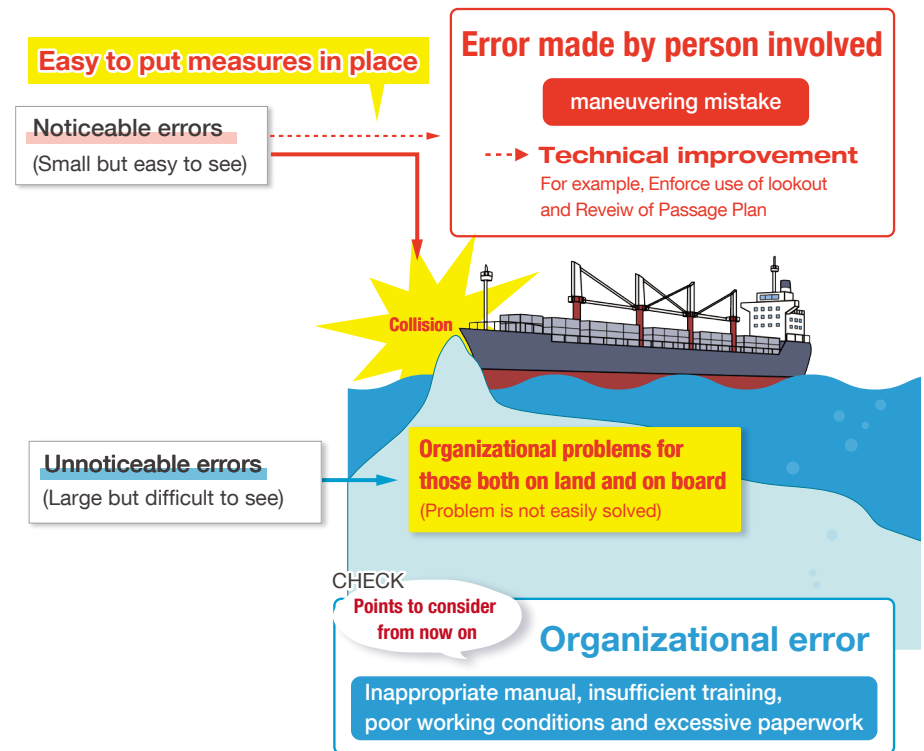 Easy to put measures in place
Noticeable errors
(Small but easy to see)
Error made by person involved
maneuvering mistake
Technical improvement
For example, Enforce use of lookout
and Reveiw of Passage Plan
Collision
Unnoticeable errors
(Large but difficult to see)
Organizational problems for
those both on land and on board
(Problem is not easily solved)
CHECK
Points to consider
from now on
Organizational error
Inappropriate manual, insufficient training,
poor working conditions and excessive paperwork